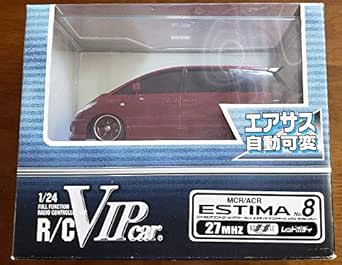 エアサス
自動可変
1/24
FULL FUNCTION
RADIO CONTROLLED
R/C VIP car.
MCR/ACR
ESTIMA No.8
27MHZ
レッドボディ